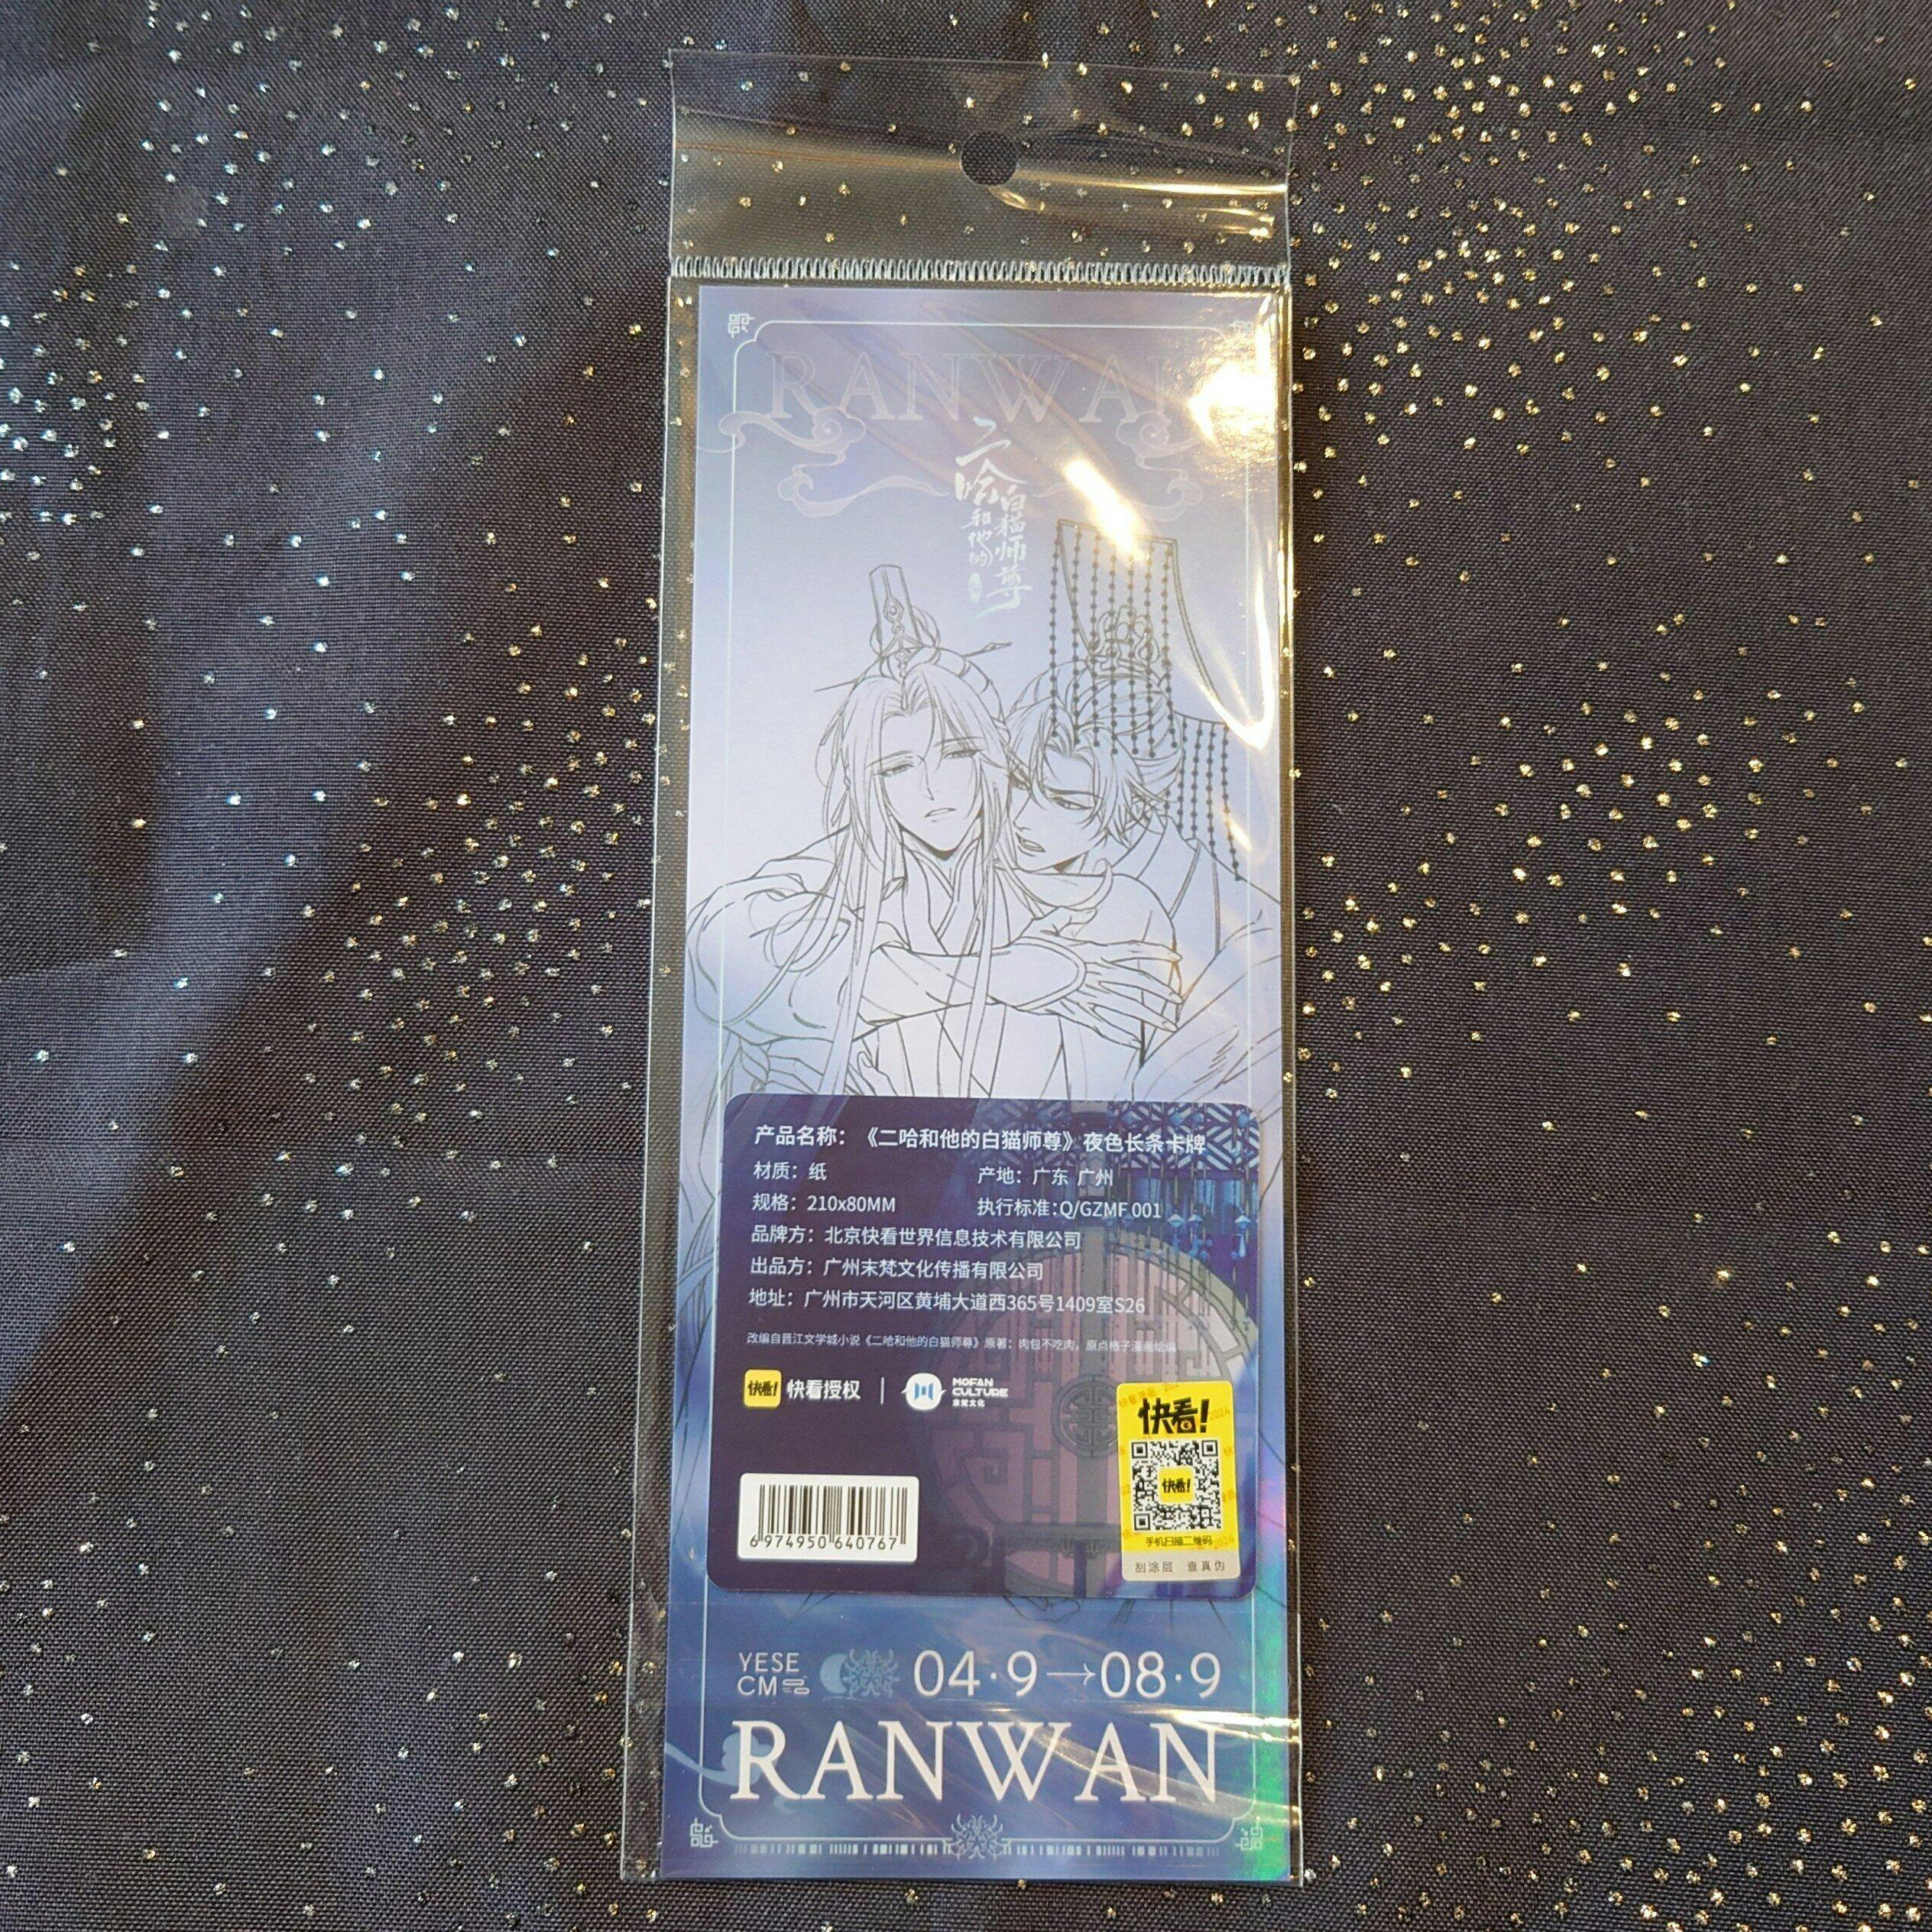 RANWAN
二哈
和他的
白猫师尊
产品名称：《二哈和他的白猫师尊》夜色长条卡牌
材质：纸
产地：广东 广州
规格：210x80MM
执行标准：Q/GZMF 001
品牌方：北京快看世界信息技术有限公司
出品方：广州末梵文化传播有限公司
地址：广州市天河区黄埔大道西365号1409室S26
改编自晋江文学城小说《二哈和他的白猫师尊》原著：肉包不吃肉，原点格子漫画绘编
快看!
快看授权
MOFAN
CULTURE
末梵文化
快看!
快看!
手机扫描二维码
刮涂层 查真伪
6 974950 640767
YESE
CM
04·9→08·9
RANWAN